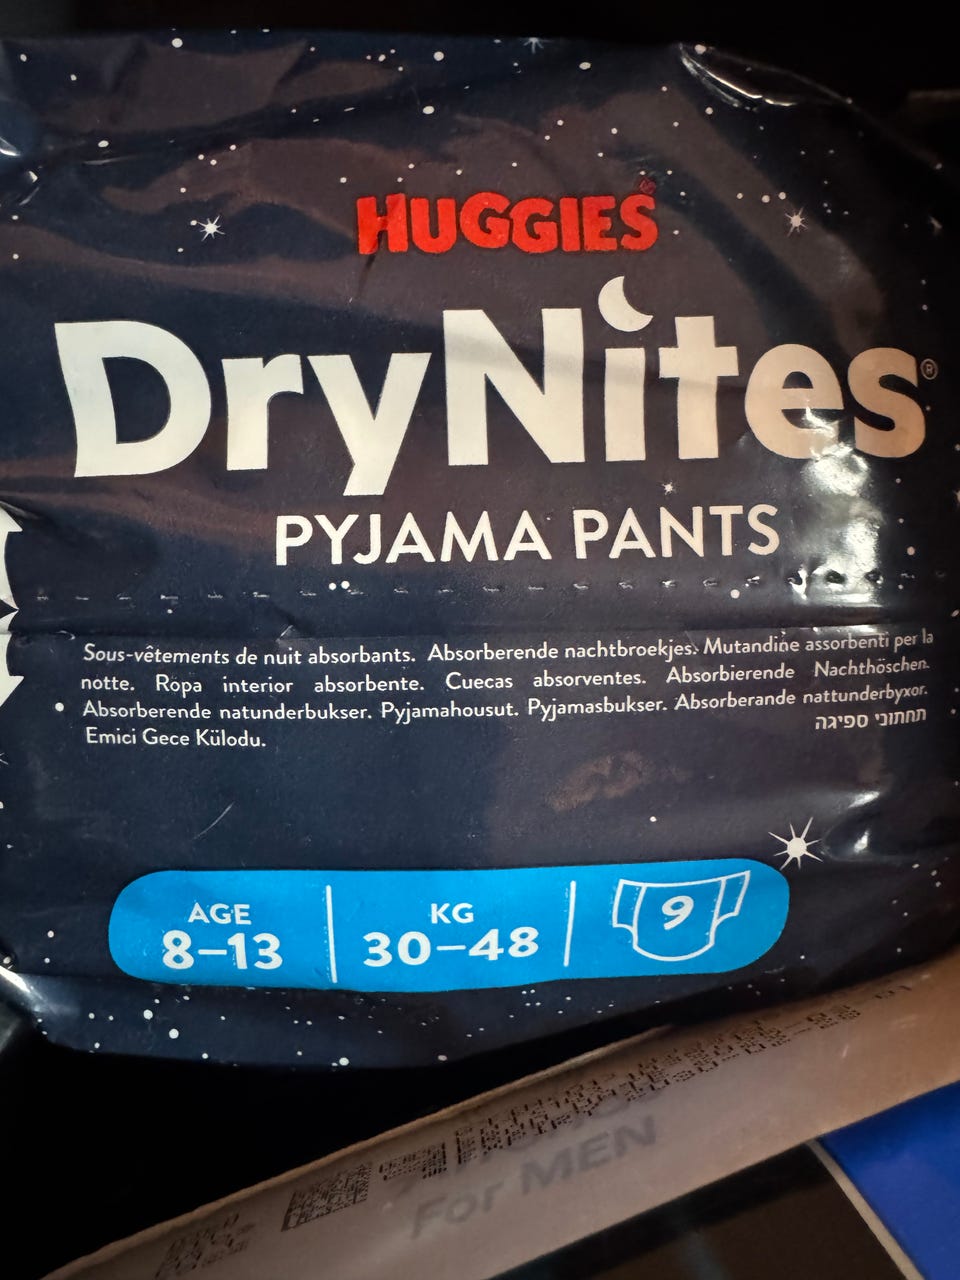 HUGGIES
DryNites®
PYJAMA PANTS
Sous-vêtements de nuit absorbants. Absorberende nachtbroekjes. Mutandine assorbenti per la
notte. Ropa interior absorbente. Cuecas absorventes. Absorbierende Nachthöschen.
Absorberende natunderbukser. Pyjamahousut. Pyjamasbukser. Absorberande nattunderbyxor.
תחתוני ספיגה
Emici Gece Külodu.
AGE
8–13
KG
30–48
9
For MEN